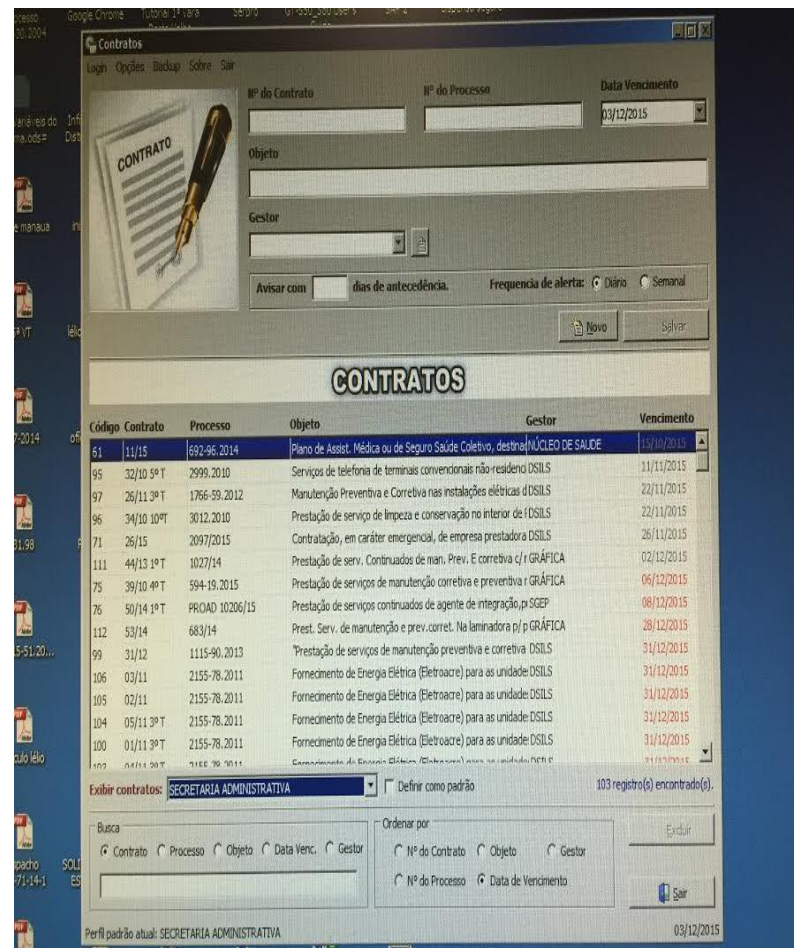 Google Chrome
Contratos
Login Opções Backup Sobre Sair
CONTRATO
Nº do Contrato
Nº do Processo
Data Vencimento
03/12/2015
Objeto
Gestor
Avisar com dias de antecedência. Frequencia de alerta: Diário Semanal
Novo Salvar
CONTRATOS
Código Contrato Processo Objeto Gestor Vencimento
61 11/15 692-96.2014 Plano de Assist. Médica ou de Seguro Saúde Coletivo, destina NÚCLEO DE SAUDE 15/10/2015
95 32/10 5º T 2999.2010 Serviços de telefonia de terminais convencionais não-residenci DSILS 11/11/2015
97 26/11 3º T 1766-59.2012 Manutenção Preventiva e Corretiva nas instalações elétricas d DSILS 22/11/2015
96 34/10 10ºT 3012.2010 Prestação de serviço de limpeza e conservação no interior de DSILS 22/11/2015
71 26/15 2097/2015 Contratação, em caráter emergencial, de empresa prestadora DSILS 26/11/2015
111 44/13 1º T 1027/14 Prestação de serv. Continuados de man. Prev. E corretiva c/ GRÁFICA 02/12/2015
75 39/10 4º T 594-19.2015 Prestação de serviços de manutenção corretiva e preventiva GRÁFICA 06/12/2015
76 50/14 1º T PROAD 10206/15 Prestação de serviços continuados de agente de integração, SGEP 08/12/2015
112 53/14 683/14 Prest. Serv. de manutenção e prev.corret. Na laminadora p/ GRÁFICA 28/12/2015
99 31/12 1115-90.2013 "Prestação de serviços de manutenção preventiva e corretiva DSILS 31/12/2015
106 03/11 2155-78.2011 Fornecimento de Energia Elétrica (Eletroacre) para as unidade DSILS 31/12/2015
105 02/11 2155-78.2011 Fornecimento de Energia Elétrica (Eletroacre) para as unidade DSILS 31/12/2015
104 05/11 3º T 2155-78.2011 Fornecimento de Energia Elétrica (Eletroacre) para as unidade DSILS 31/12/2015
100 01/11 3º T 2155-78.2011 Fornecimento de Energia Elétrica (Eletroacre) para as unidade DSILS 31/12/2015
Exibir contratos: SECRETARIA ADMINISTRATIVA Definir como padrão 103 registro(s) encontrado(s).
Busca
Contrato Processo Objeto Data Venc. Gestor
Ordenar por
Nº do Contrato Objeto Gestor
Nº do Processo Data de Vencimento
Excluir
Sair
Perfil padrão atual: SECRETARIA ADMINISTRATIVA 03/12/2015